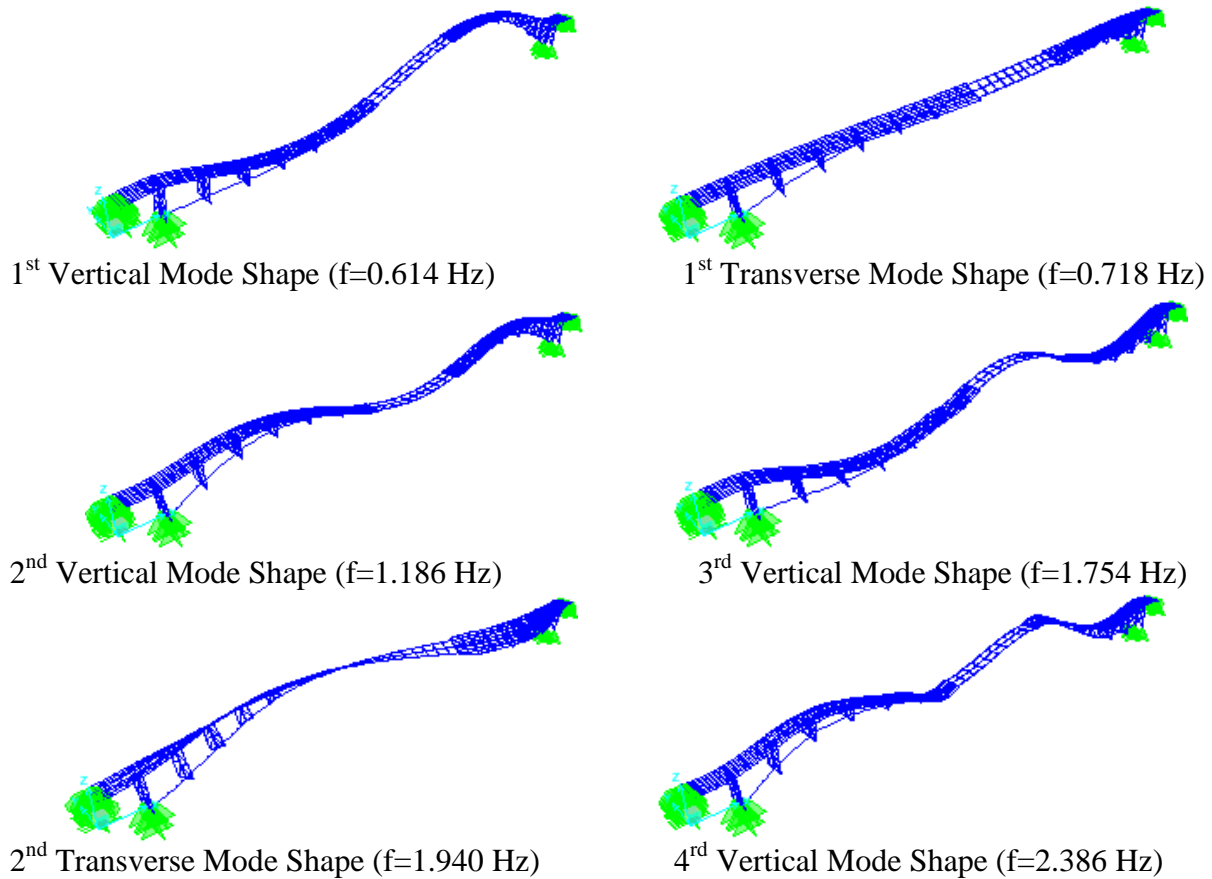 1st Vertical Mode Shape (f=0.614 Hz)
1st Transverse Mode Shape (f=0.718 Hz)
2nd Vertical Mode Shape (f=1.186 Hz)
3rd Vertical Mode Shape (f=1.754 Hz)
2nd Transverse Mode Shape (f=1.940 Hz)
4rd Vertical Mode Shape (f=2.386 Hz)
z
z
z
z
z
z